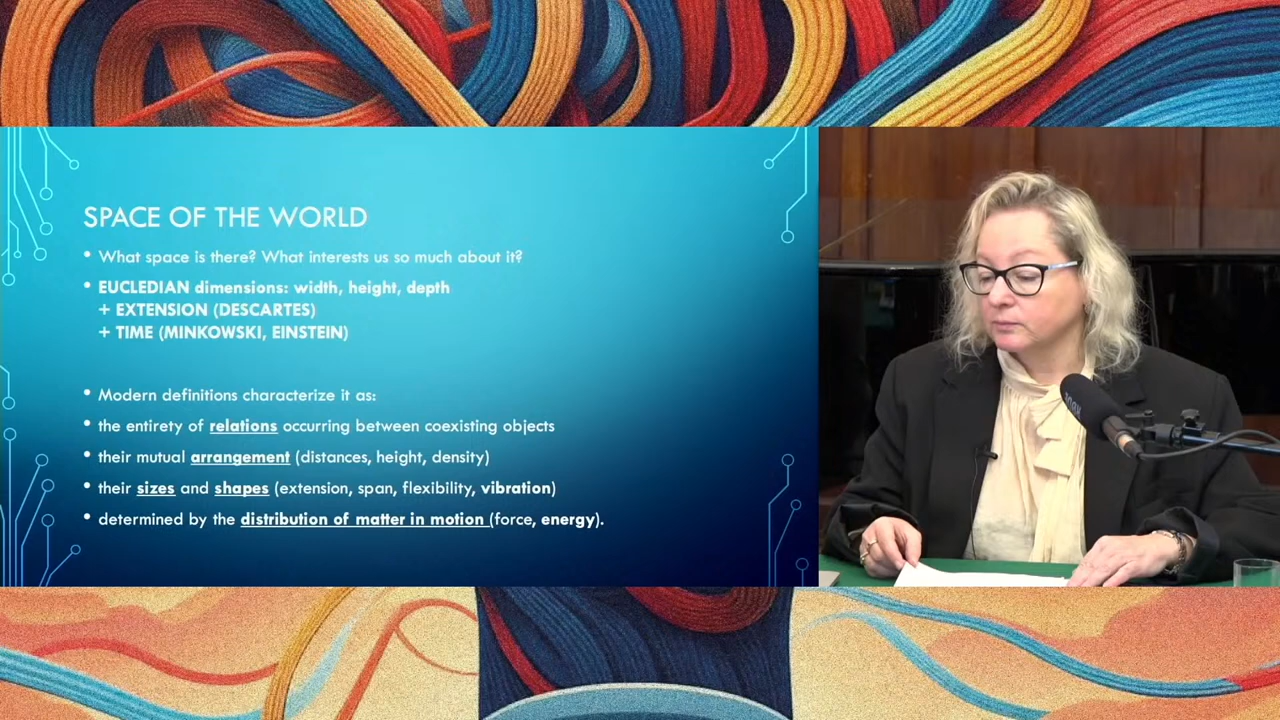 SPACE OF THE WORLD
• What space is there? What interests us so much about it?
• EUCLEDIAN dimensions: width, height, depth
+ EXTENSION (DESCARTES)
+ TIME (MINKOWSKI, EINSTEIN)
• Modern definitions characterize it as:
• the entirety of relations occurring between coexisting objects
• their mutual arrangement (distances, height, density)
• their sizes and shapes (extension, span, flexibility, vibration)
• determined by the distribution of matter in motion (force, energy).